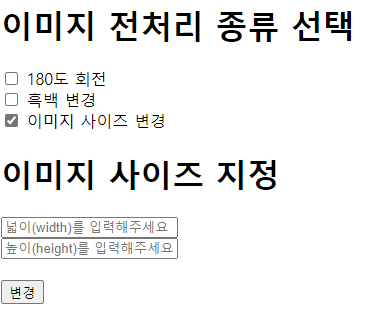 이미지 전처리 종류 선택
180도 회전
흑백 변경
이미지 사이즈 변경
이미지 사이즈 지정
넓이(width)를 입력해주세요
높이(height)를 입력해주세요
변경